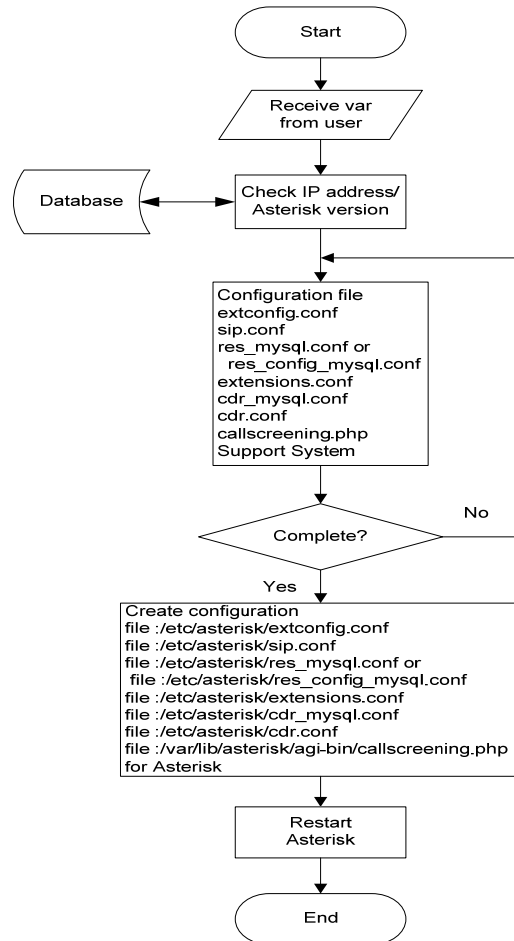 Start
Receive var
from user
Database
Check IP address/
Asterisk version
Configuration file
extconfig.conf
sip.conf
res_mysql.conf or
res_config_mysql.conf
extensions.conf
cdr_mysql.conf
cdr.conf
callscreening.php
Support System
Complete?
No
Yes
Create configuration
file :/etc/asterisk/extconfig.conf
file :/etc/asterisk/sip.conf
file :/etc/asterisk/res_mysql.conf or
file :/etc/asterisk/res_config_mysql.conf
file :/etc/asterisk/extensions.conf
file :/etc/asterisk/cdr_mysql.conf
file :/etc/asterisk/cdr.conf
file :/var/lib/asterisk/agi-bin/callscreening.php
for Asterisk
Restart
Asterisk
End